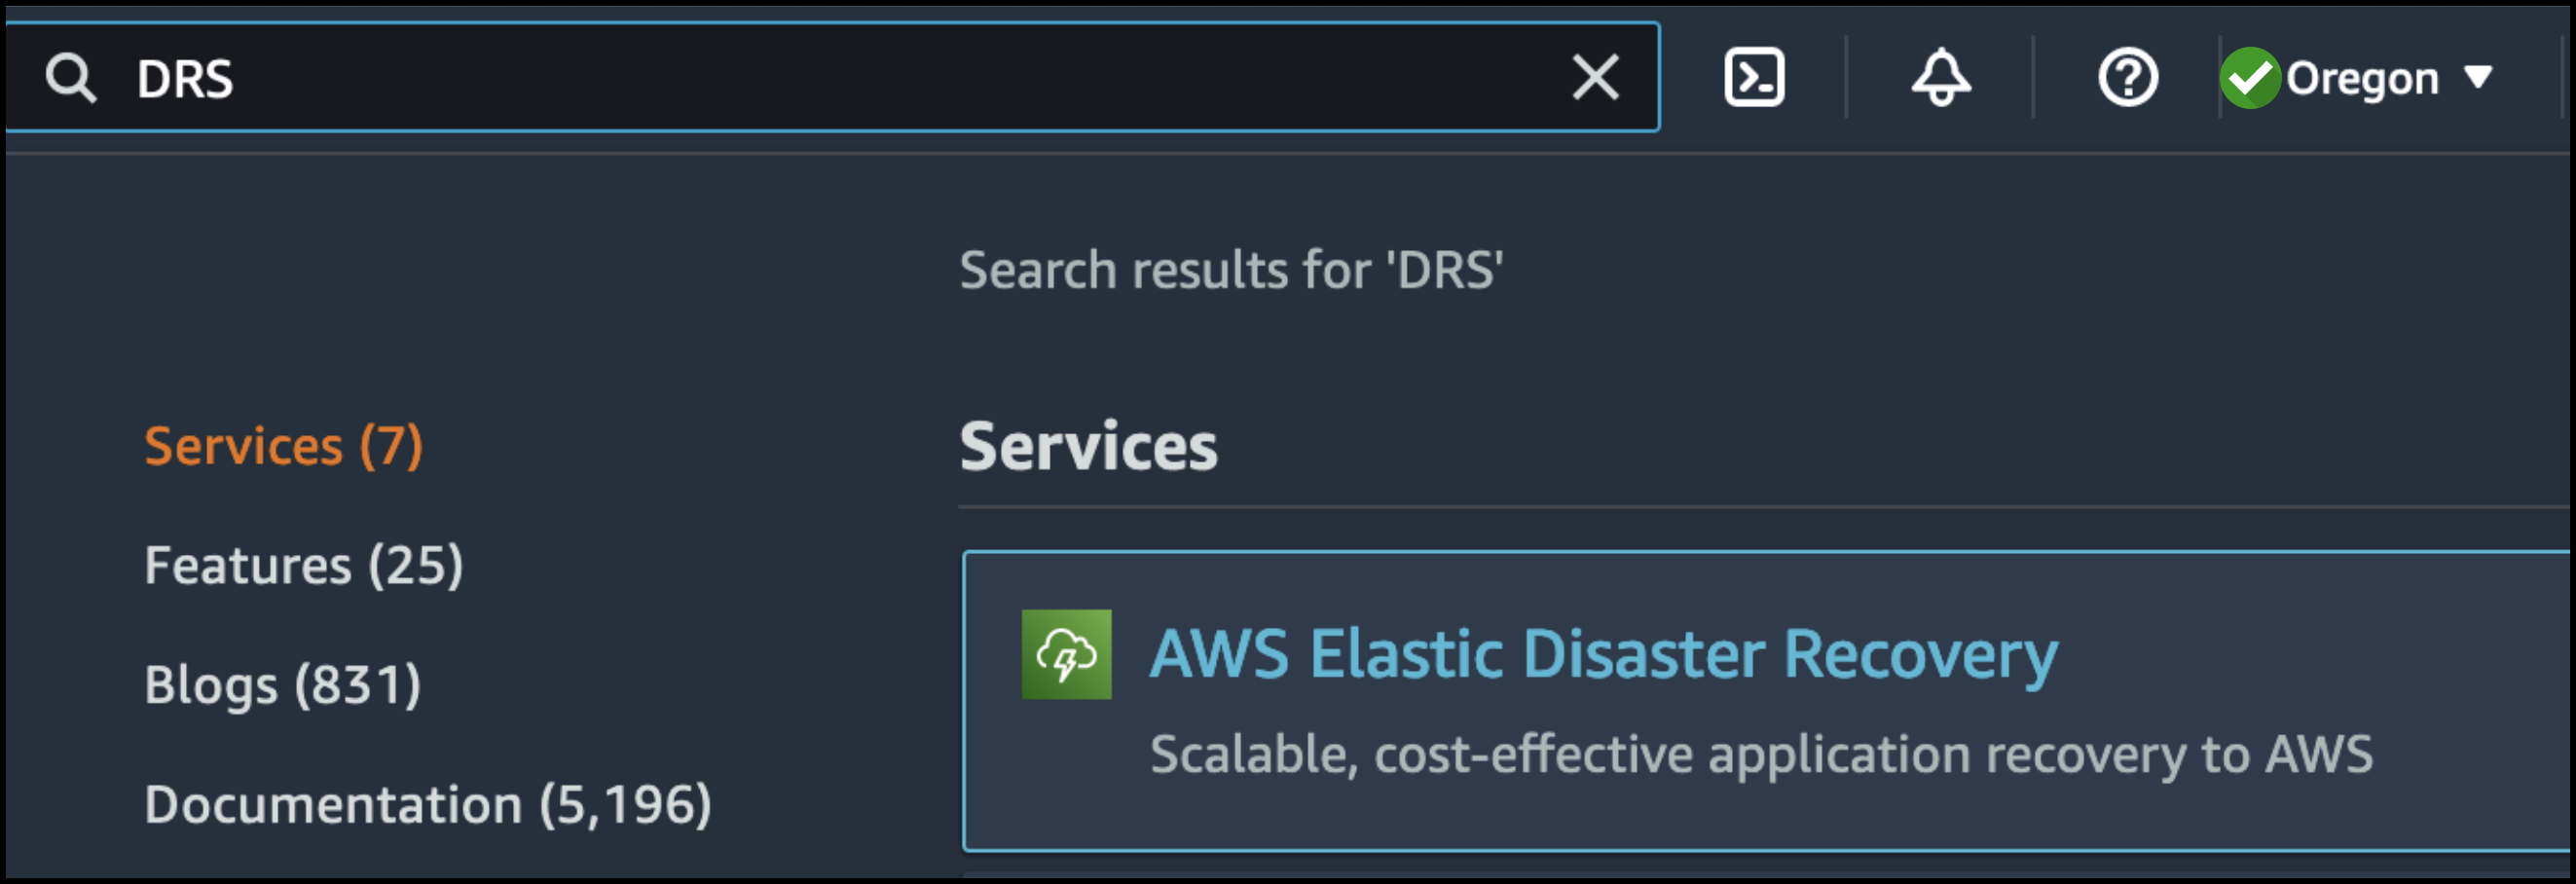 DRS
Oregon
Search results for 'DRS'
Services (7)
Features (25)
Blogs (831)
Documentation (5,196)
Services
AWS Elastic Disaster Recovery
Scalable, cost-effective application recovery to AWS